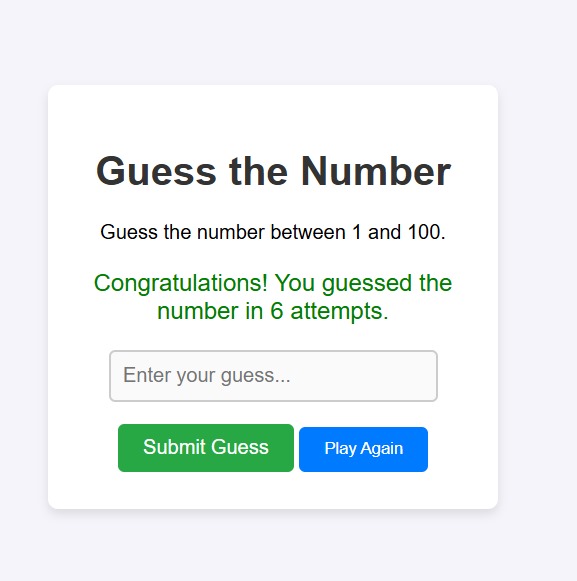 Guess the Number
Guess the number between 1 and 100.
Congratulations! You guessed the
number in 6 attempts.
Enter your guess...
Submit Guess
Play Again